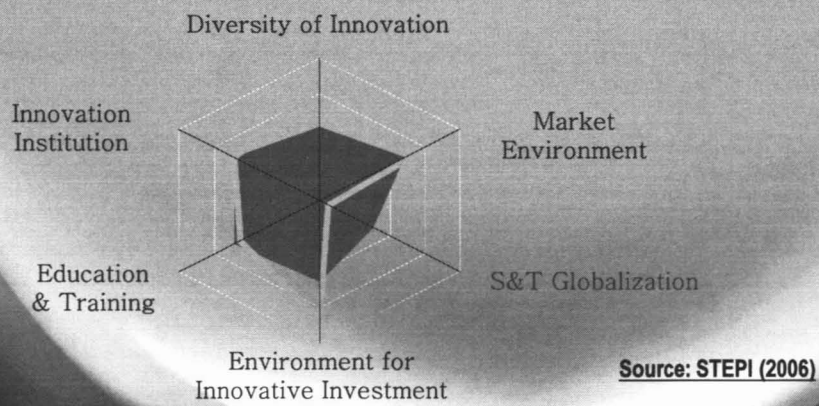 Diversity of Innovation
Innovation
Institution
Market
Environment
Education
& Training
S&T Globalization
Environment for
Innovative Investment
Source: STEPI (2006)